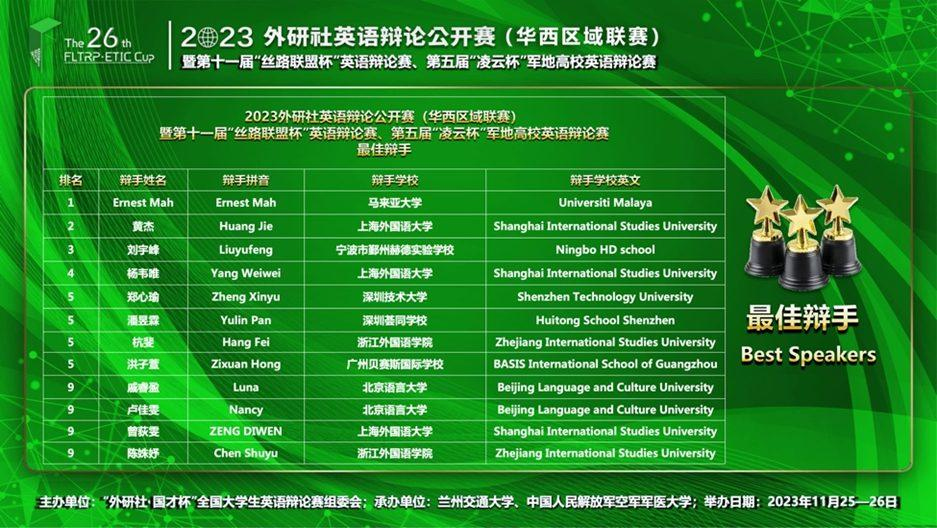 The 26th
FLTRP·ETIC CUP
2023 外研社英语辩论公开赛（华西区域联赛）
暨第十一届“丝路联盟杯”英语辩论赛、第五届“凌云杯”军地高校英语辩论赛
2023外研社英语辩论公开赛（华西区域联赛）
暨第十一届“丝路联盟杯”英语辩论赛、第五届“凌云杯”军地高校英语辩论赛
最佳辩手
排名 辩手姓名 辩手拼音 辩手学校 辩手学校英文
1 Ernest Mah Ernest Mah 马来亚大学 Universiti Malaya
2 黄杰 Huang Jie 上海外国语大学 Shanghai International Studies University
3 刘宇峰 Liuyufeng 宁波市鄞州赫德实验学校 Ningbo HD school
4 杨韦唯 Yang Weiwei 上海外国语大学 Shanghai International Studies University
5 郑心瑜 Zheng Xinyu 深圳技术大学 Shenzhen Technology University
5 潘昱霖 Yulin Pan 深圳荟同学校 Huitong School Shenzhen
5 杭斐 Hang Fei 浙江外国语学院 Zhejiang International Studies University
5 洪子萱 Zixuan Hong 广州贝赛斯国际学校 BASIS International School of Guangzhou
9 戚睿盈 Luna 北京语言大学 Beijing Language and Culture University
9 卢佳雯 Nancy 北京语言大学 Beijing Language and Culture University
9 曾荻雯 ZENG DIWEN 上海外国语大学 Shanghai International Studies University
9 陈姝妤 Chen Shuyu 浙江外国语学院 Zhejiang International Studies University
最佳辩手
Best Speakers
主办单位：“外研社·国才杯”全国大学生英语辩论赛组委会；承办单位：兰州交通大学、中国人民解放军空军军医大学；举办日期：2023年11月25—26日